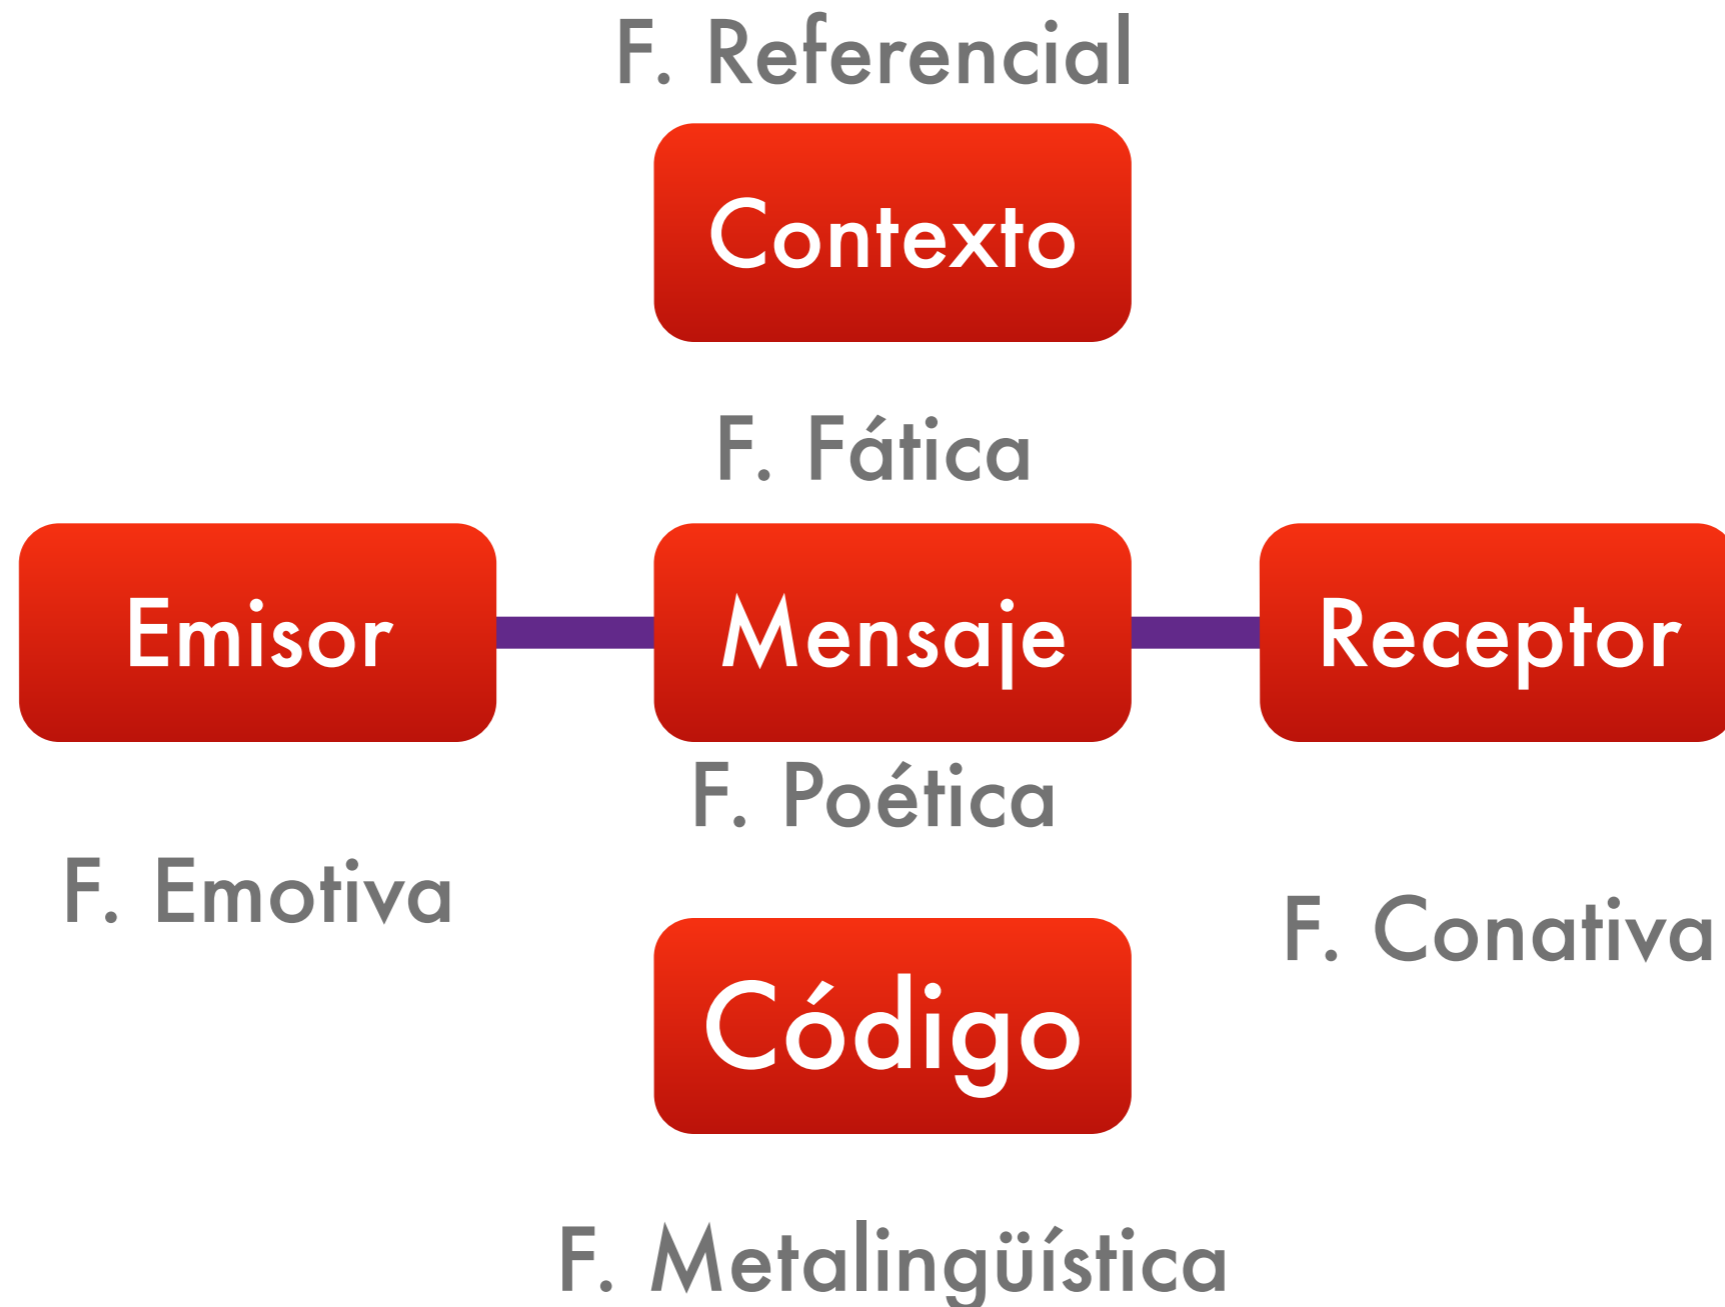 F. Referencial
Contexto
F. Fática
Emisor
Mensaje
Receptor
F. Poética
F. Emotiva
F. Conativa
Código
F. Metalingüística